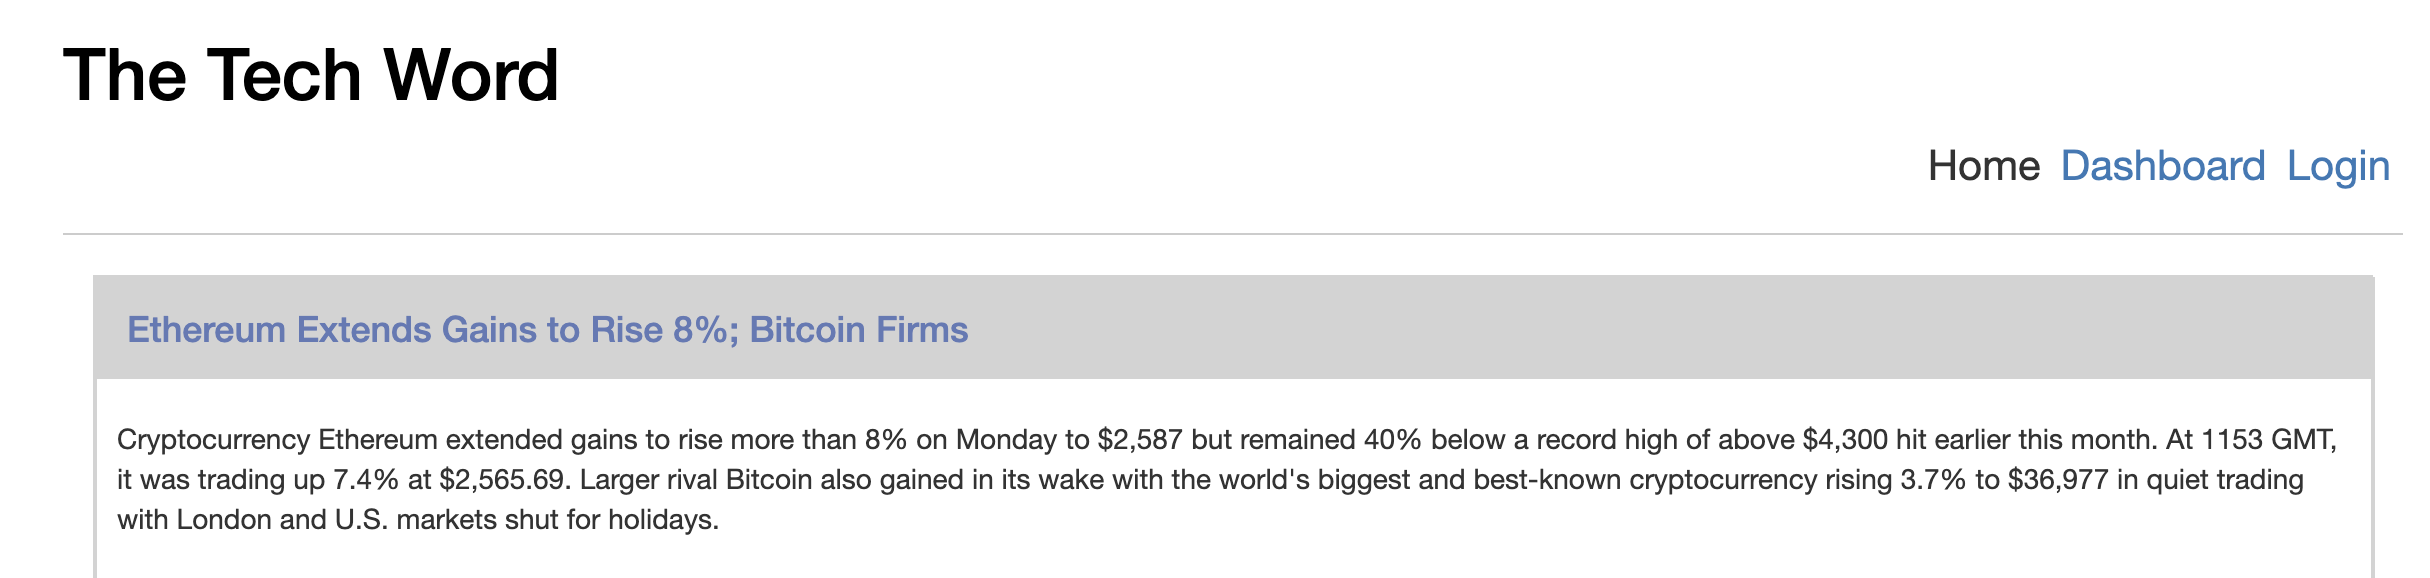 The Tech Word
Home Dashboard Login
Ethereum Extends Gains to Rise 8%; Bitcoin Firms
Cryptocurrency Ethereum extended gains to rise more than 8% on Monday to $2,587 but remained 40% below a record high of above $4,300 hit earlier this month. At 1153 GMT,
it was trading up 7.4% at $2,565.69. Larger rival Bitcoin also gained in its wake with the world's biggest and best-known cryptocurrency rising 3.7% to $36,977 in quiet trading
with London and U.S. markets shut for holidays.